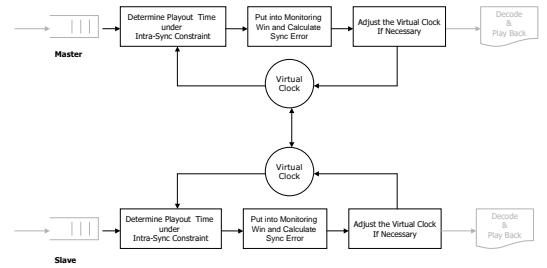 Determine Playout Time
under
Intra-Sync Constraint
Put into Monitoring
Win and Calculate
Sync Error
Adjust the Virtual Clock
If Necessary
Decode
&
Play Back
Master
Virtual
Clock
Virtual
Clock
Determine Playout Time
under
Intra-Sync Constraint
Put into Monitoring
Win and Calculate
Sync Error
Adjust the Virtual Clock
If Necessary
Decode
&
Play Back
Slave